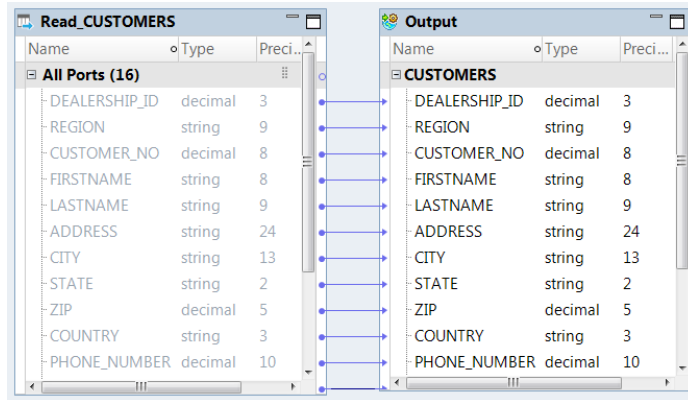 Read_CUSTOMERS
Name Type Preci...
All Ports (16)
DEALERSHIP_ID decimal 3
REGION string 9
CUSTOMER_NO decimal 8
FIRSTNAME string 8
LASTNAME string 9
ADDRESS string 24
CITY string 13
STATE string 2
ZIP decimal 5
COUNTRY string 3
PHONE_NUMBER decimal 10
Output
Name Type Preci...
CUSTOMERS
DEALERSHIP_ID decimal 3
REGION string 9
CUSTOMER_NO decimal 8
FIRSTNAME string 8
LASTNAME string 9
ADDRESS string 24
CITY string 13
STATE string 2
ZIP decimal 5
COUNTRY string 3
PHONE_NUMBER decimal 10